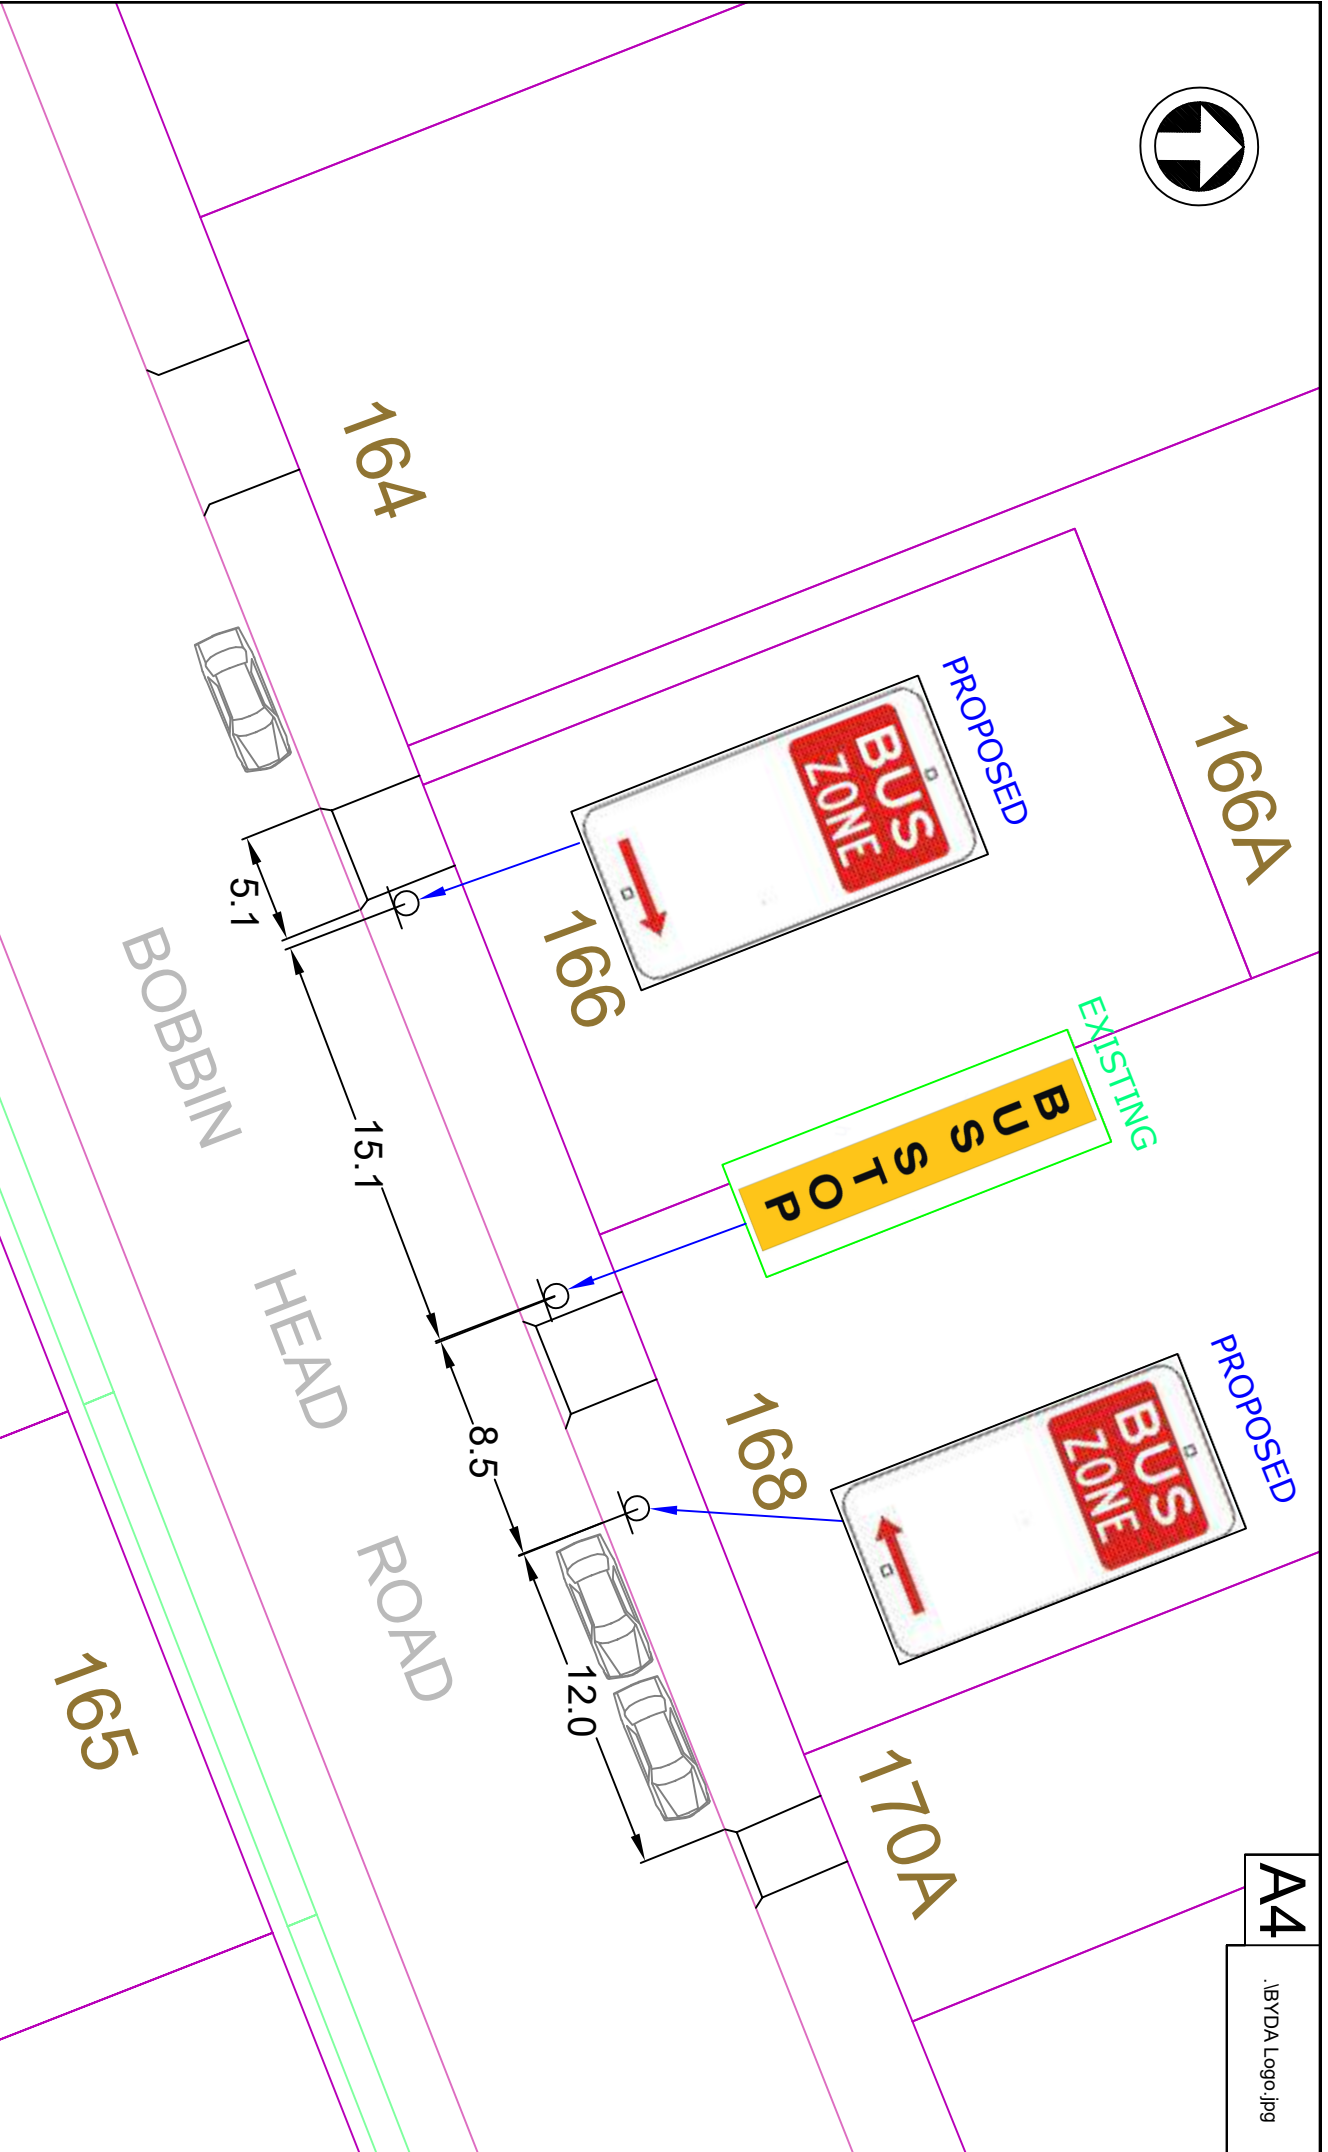 A4
.\BYDA Logo.jpg
166A
PROPOSED
BUS
ZONE
EXISTING
BUS STOP
PROPOSED
BUS
ZONE
164
166
168
170A
5.1
15.1
8.5
12.0
BOBBIN HEAD ROAD
165